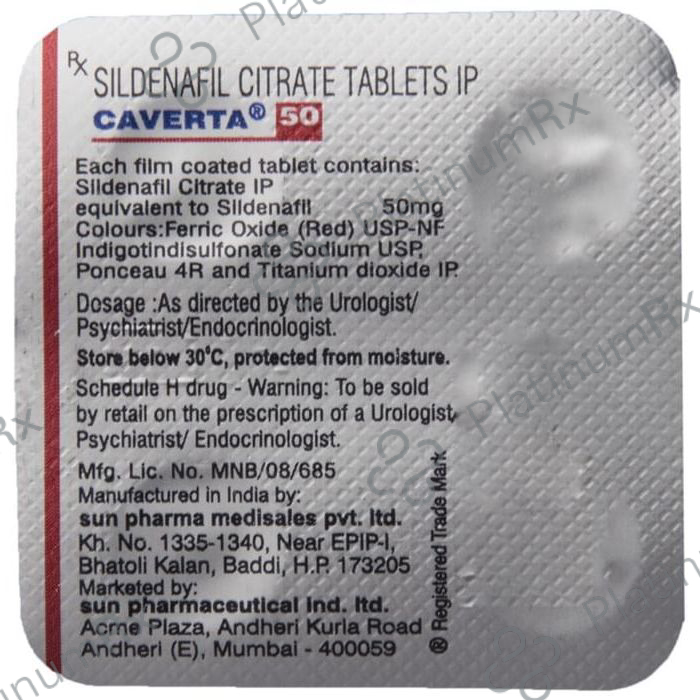 Rx SILDENAFIL CITRATE TABLETS IP
CAVERTA® 50
Each film coated tablet contains:
Sildenafil Citrate IP
equivalent to Sildenafil 50mg
Colours:Ferric Oxide (Red) USP-NF
Indigotindisulfonate Sodium USP,
Ponceau 4R and Titanium dioxide IP.
Dosage :As directed by the Urologist/
Psychiatrist/Endocrinologist.
Store below 30°C, protected from moisture.
Schedule H drug - Warning: To be sold
by retail on the prescription of a Urologist,
Psychiatrist/ Endocrinologist.
Mfg. Lic. No. MNB/08/685
Manufactured in India by:
sun pharma medisales pvt. ltd.
Kh. No. 1335-1340, Near EPIP-I,
Bhatoli Kalan, Baddi, H.P. 173205
Marketed by:
sun pharmaceutical ind. ltd.
Acme Plaza, Andheri Kurla Road
Andheri (E), Mumbai - 400059
® Registered Trade Mark
PlatinumRx
PlatinumRx